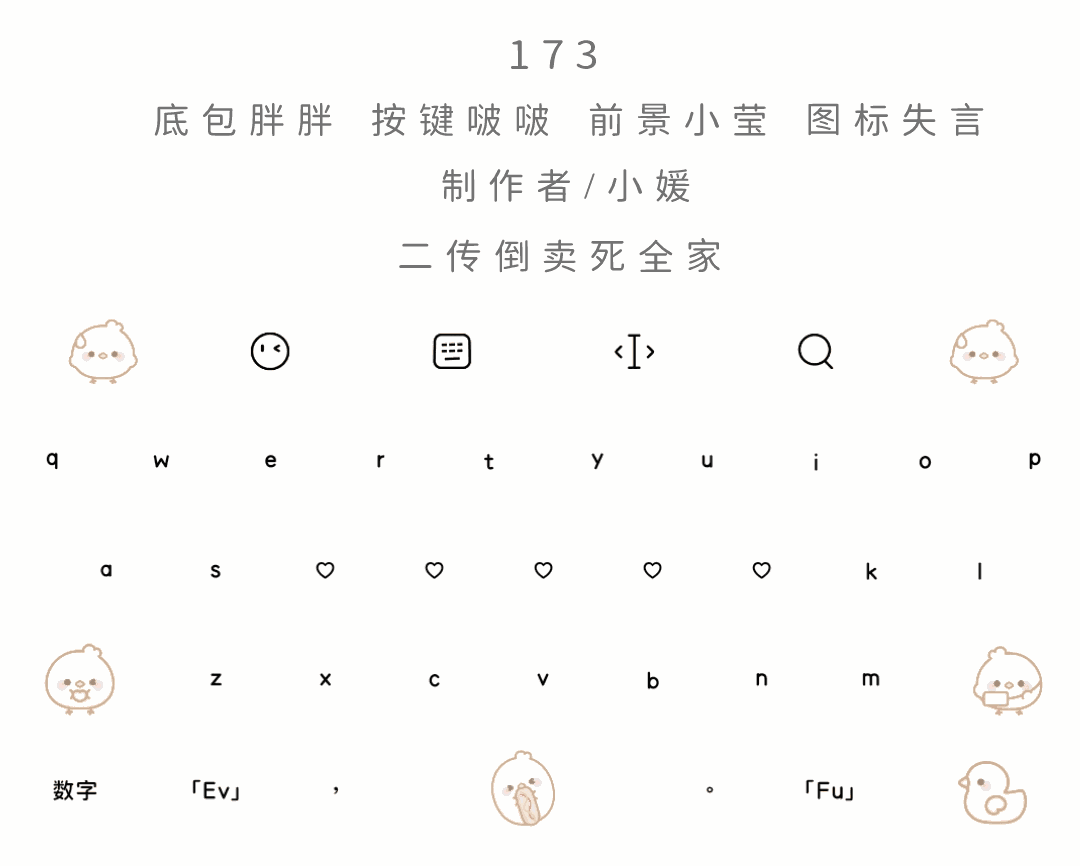 173
底包胖胖 按键啵啵 前景小莹 图标失言
制作者/小媛
二传倒卖死全家
q w e r t y u i o p
a s ♡ ♡ ♡ ♡ ♡ k l
z x c v b n m
数字 「Ev」 , 。 「Fu」